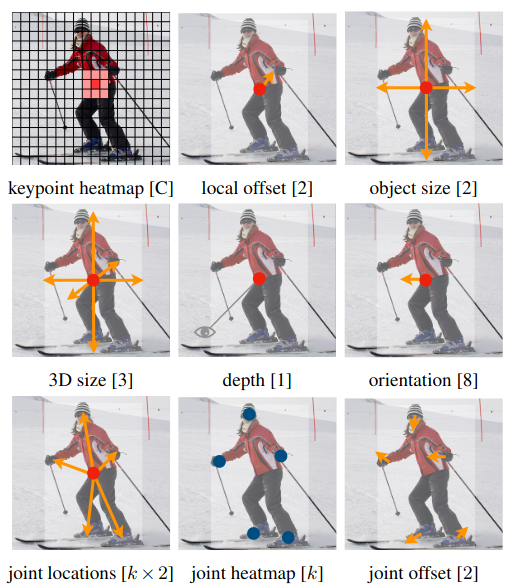 keypoint heatmap [C] local offset [2] object size [2]
3D size [3] depth [1] orientation [8]
joint locations [k × 2] joint heatmap [k] joint offset [2]